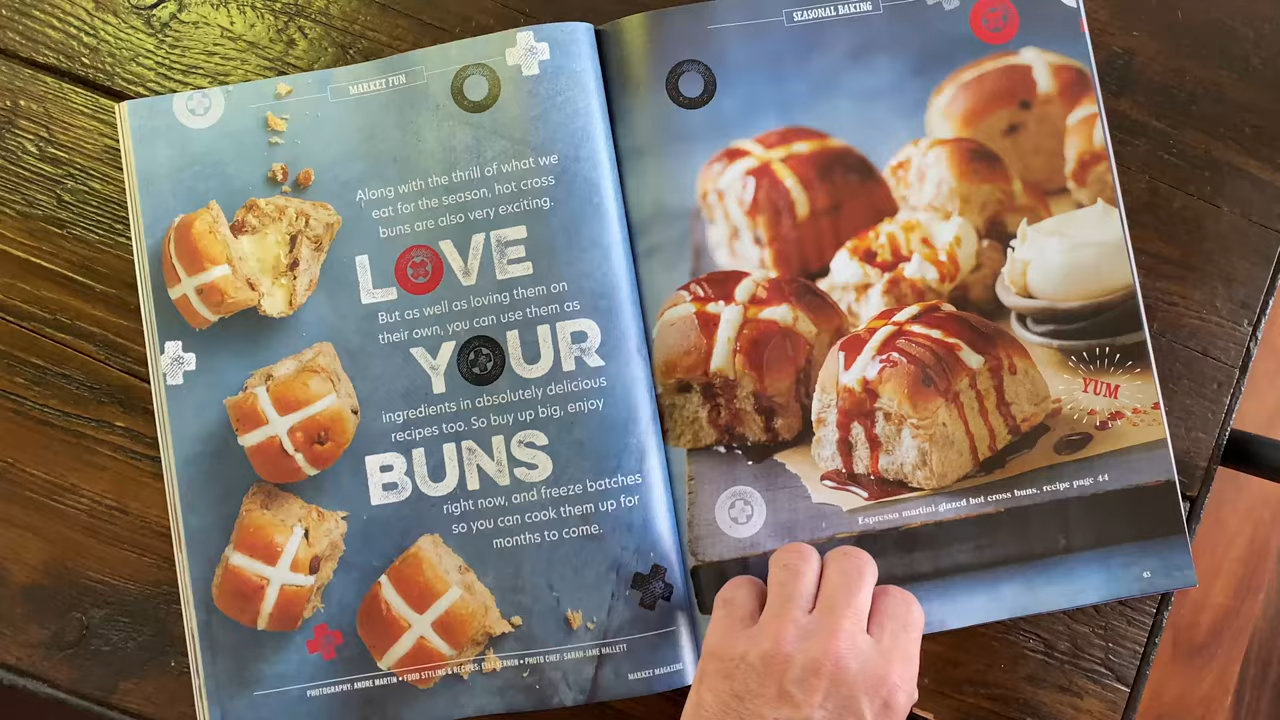 MARKET FUN
Along with the thrill of what we
eat for the season, hot cross
buns are also very exciting.
LOVE
But as well as loving them on
their own, you can use them as
YOUR
ingredients in absolutely delicious
recipes too. So buy up big, enjoy
BUNS
right now, and freeze batches
so you can cook them up for
months to come.
PHOTOGRAPHY: ANDRE MARTIN • FOOD STYLING & RECIPES: VERNON • PHOTO CHEF: SARAH-JANE HALLETT
MARKET MAGAZINE
SEASONAL BAKING
YUM
Espresso martini-glazed hot cross buns, recipe page 44
43